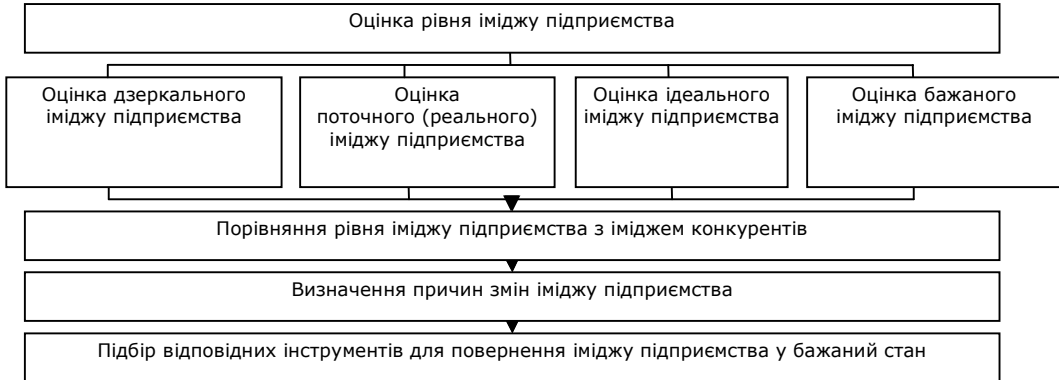 Оцінка рівня іміджу підприємства
Оцінка дзеркального
іміджу підприємства
Оцінка
поточного (реального)
іміджу підприємства
Оцінка ідеального
іміджу підприємства
Оцінка бажаного
іміджу підприємства
Порівняння рівня іміджу підприємства з іміджем конкурентів
Визначення причин змін іміджу підприємства
Підбір відповідних інструментів для повернення іміджу підприємства у бажаний стан